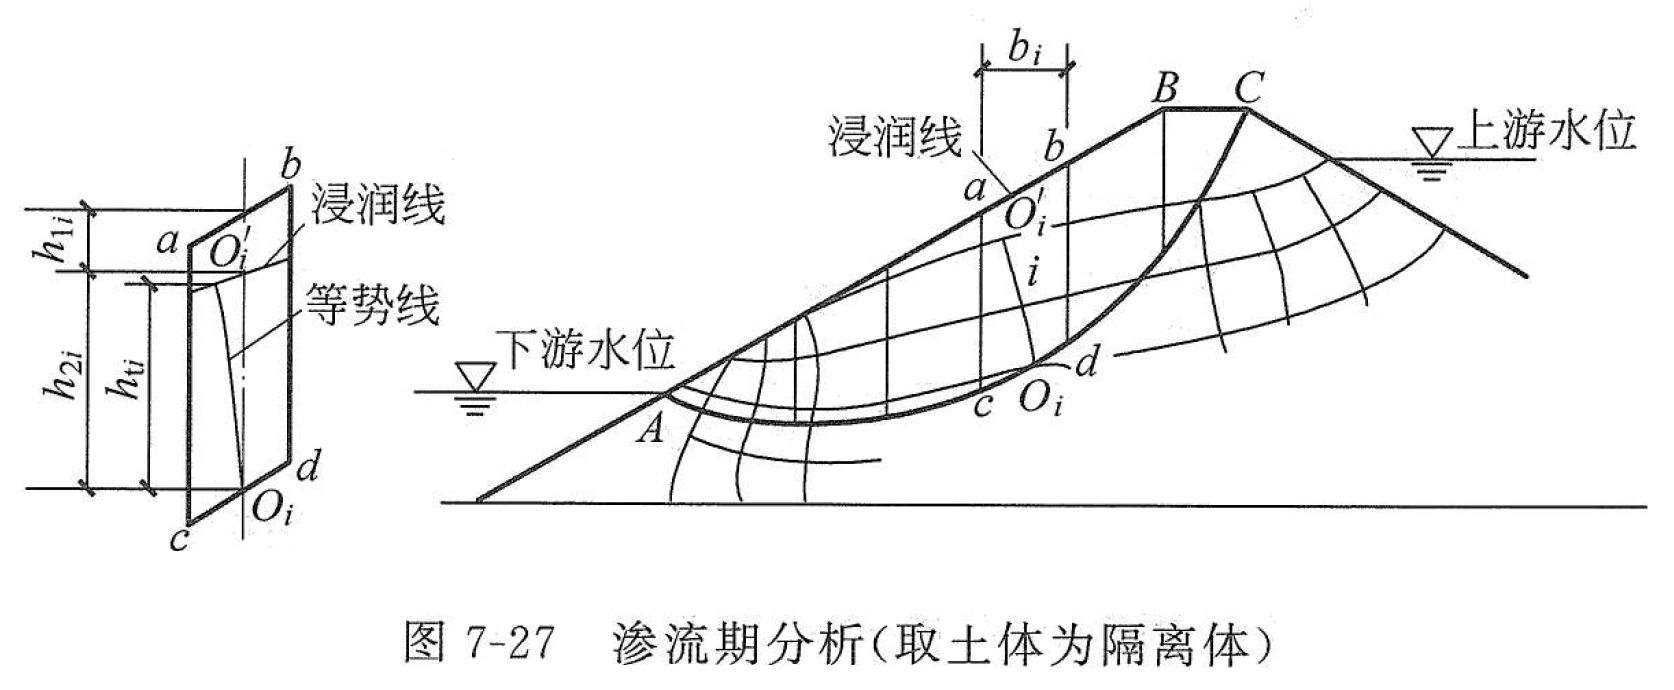 b
浸润线
a
O′i
h1i
等势线
h2i
hti
d
Oi
c
bi
B
C
浸润线
上游水位
b
a
O′i
i
下游水位
d
c
Oi
A
图 7-27 渗流期分析(取土体为隔离体)